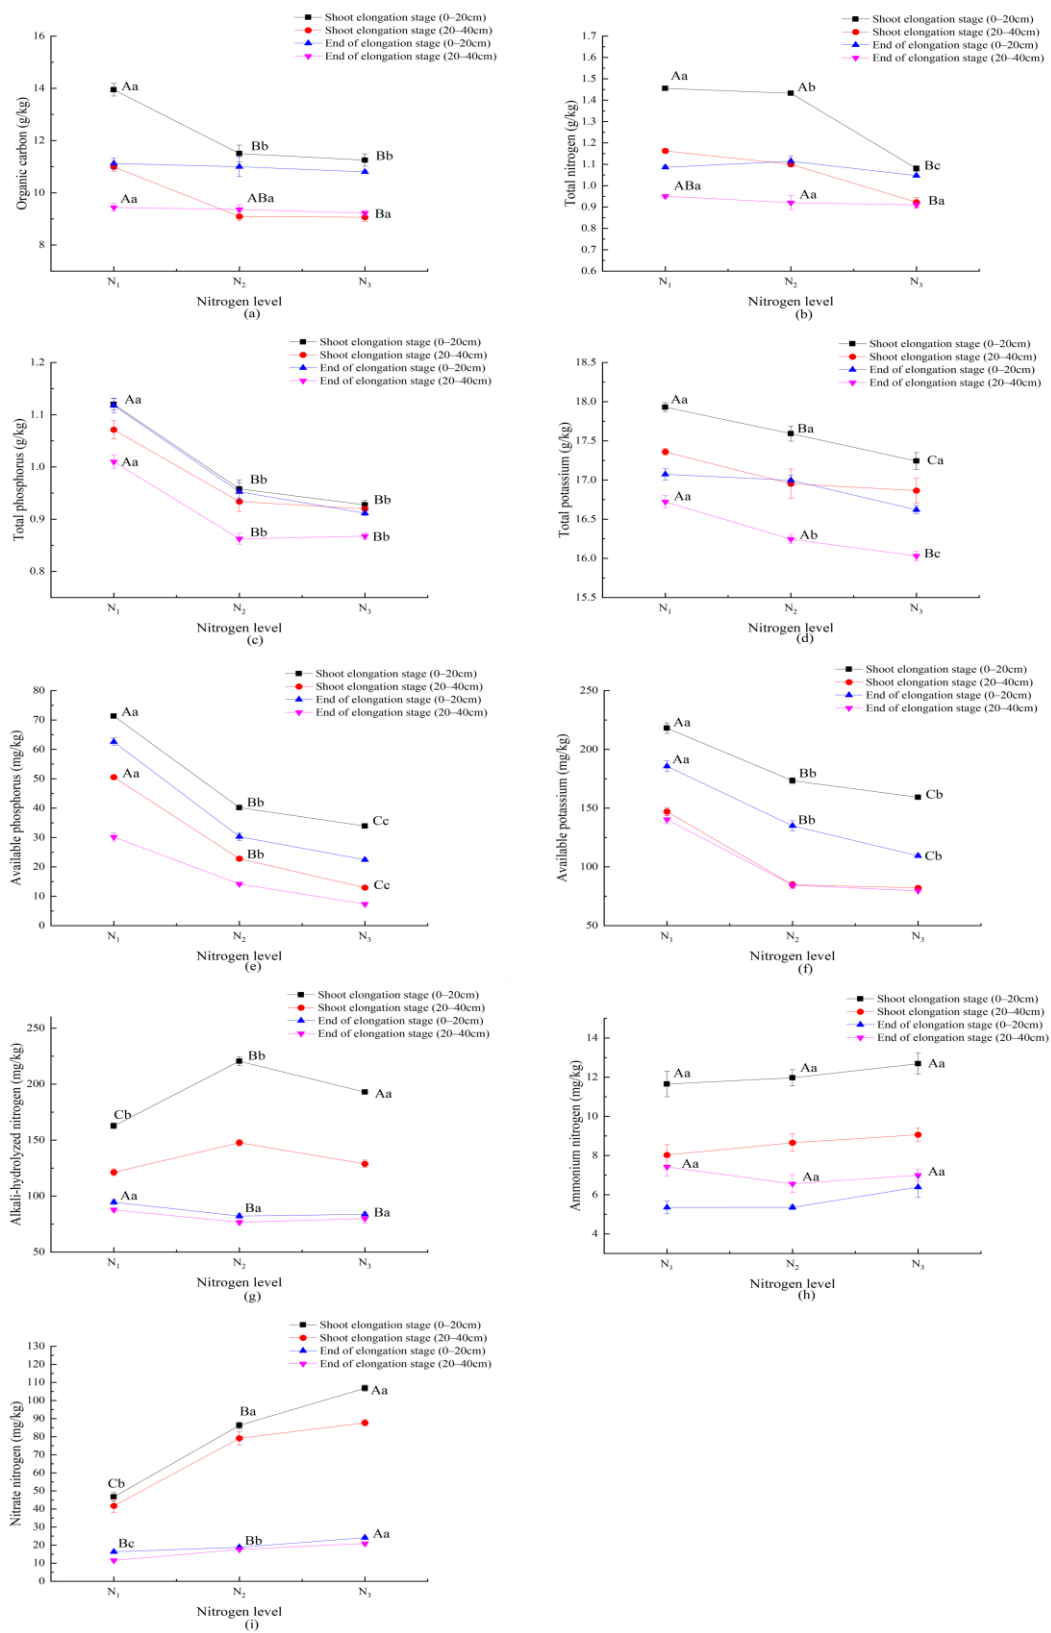 Shoot elongation stage (0–20cm)
Shoot elongation stage (20–40cm)
End of elongation stage (0–20cm)
End of elongation stage (20–40cm)
16
14
12
10
8
Organic carbon (g/kg)
Aa
Bb
Bb
Aa
ABa
Ba
N1
N2
N3
Nitrogen level
(a)
Shoot elongation stage (0–20cm)
Shoot elongation stage (20–40cm)
End of elongation stage (0–20cm)
End of elongation stage (20–40cm)
1.7
1.6
1.5
1.4
1.3
1.2
1.1
1.0
0.9
0.8
0.7
0.6
Total nitrogen (g/kg)
Aa
Ab
Bc
ABa
Aa
Ba
N1
N2
N3
Nitrogen level
(b)
Shoot elongation stage (0–20cm)
Shoot elongation stage (20–40cm)
End of elongation stage (0–20cm)
End of elongation stage (20–40cm)
1.2
1.1
1.0
0.9
0.8
Total phosphorus (g/kg)
Aa
Bb
Bb
Aa
Bb
Bb
N1
N2
N3
Nitrogen level
(c)
Shoot elongation stage (0–20cm)
Shoot elongation stage (20–40cm)
End of elongation stage (0–20cm)
End of elongation stage (20–40cm)
18.5
18.0
17.5
17.0
16.5
16.0
15.5
Total potassium (g/kg)
Aa
Ba
Ca
Aa
Ab
Bc
N1
N2
N3
Nitrogen level
(d)
Shoot elongation stage (0–20cm)
Shoot elongation stage (20–40cm)
End of elongation stage (0–20cm)
End of elongation stage (20–40cm)
80
70
60
50
40
30
20
10
0
Available phosphorus (mg/kg)
Aa
Bb
Cc
Aa
Bb
Cc
N1
N2
N3
Nitrogen level
(e)
Shoot elongation stage (0–20cm)
Shoot elongation stage (20–40cm)
End of elongation stage (0–20cm)
End of elongation stage (20–40cm)
250
200
150
100
50
Available potassium (mg/kg)
Aa
Bb
Cb
Aa
Bb
Cb
N1
N2
N3
Nitrogen level
(f)
Shoot elongation stage (0–20cm)
Shoot elongation stage (20–40cm)
End of elongation stage (0–20cm)
End of elongation stage (20–40cm)
250
200
150
100
50
Alkali-hydrolyzed nitrogen (mg/kg)
Cb
Bb
Aa
Aa
Ba
Ba
N1
N2
N3
Nitrogen level
(g)
Shoot elongation stage (0–20cm)
Shoot elongation stage (20–40cm)
End of elongation stage (0–20cm)
End of elongation stage (20–40cm)
14
12
10
8
6
4
Ammonium nitrogen (mg/kg)
Aa
Aa
Aa
Aa
Aa
Aa
N1
N2
N3
Nitrogen level
(h)
Shoot elongation stage (0–20cm)
Shoot elongation stage (20–40cm)
End of elongation stage (0–20cm)
End of elongation stage (20–40cm)
130
120
110
100
90
80
70
60
50
40
30
20
10
0
Nitrate nitrogen (mg/kg)
Cb
Ba
Aa
Bc
Bb
Aa
N1
N2
N3
Nitrogen level
(i)